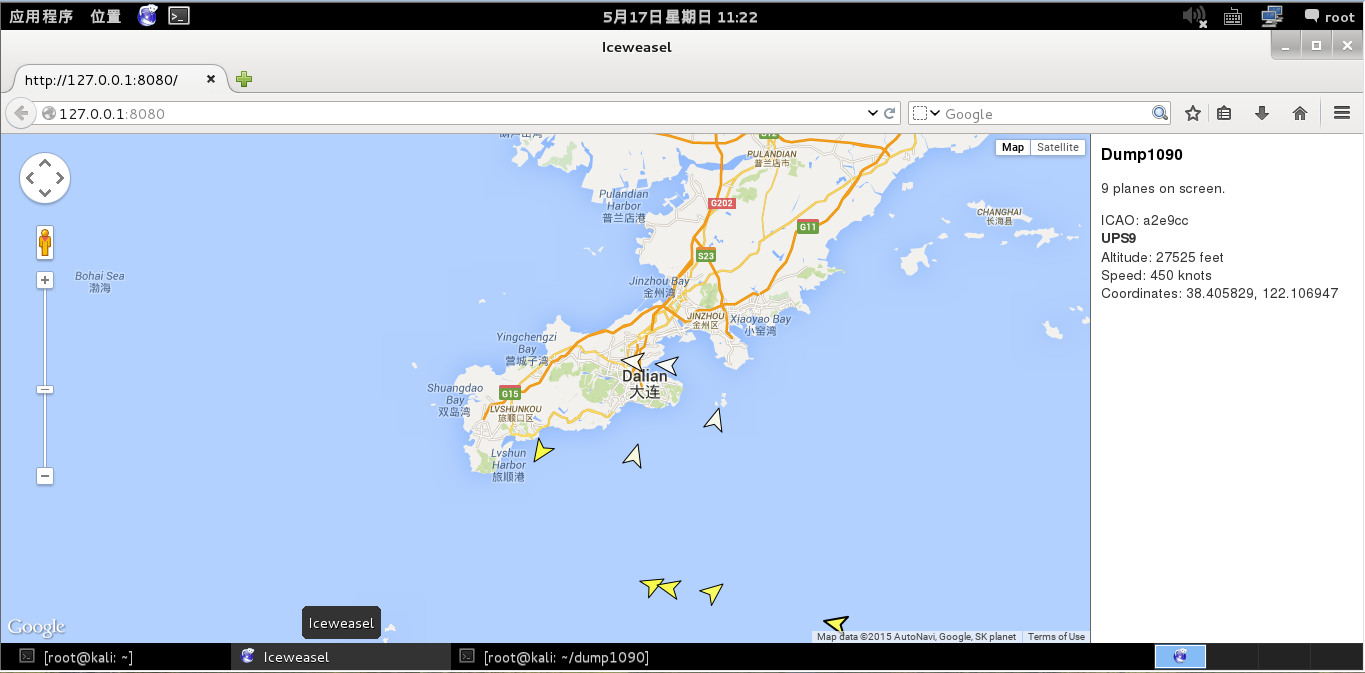 应用程序 位置 5月17日星期日 11:22 root
Iceweasel
http://127.0.0.1:8080/
127.0.0.1:8080 Google
Map Satellite
G12
PULANDIAN
普兰店市
Pulandian
Harbor
普兰店港
G202
G11
CHANGHAI
长海县
S23
Bohai Sea
渤海
Jinzhou Bay
金州湾
JINZHOU
金州区
Xiaoyao Bay
小窑湾
Yingchengzi
Bay
营城子湾
Dalian
大连
Shuangdao
Bay
双岛湾
G15
LVSHUNKOU
旅顺口区
Lvshun
Harbor
旅顺港
Google
Map data ©2015 AutoNavi, Google, SK planet Terms of Use
Dump1090
9 planes on screen.
ICAO: a2e9cc
UPS9
Altitude: 27525 feet
Speed: 450 knots
Coordinates: 38.405829, 122.106947
Iceweasel
[root@kali: ~] Iceweasel [root@kali: ~/dump1090]